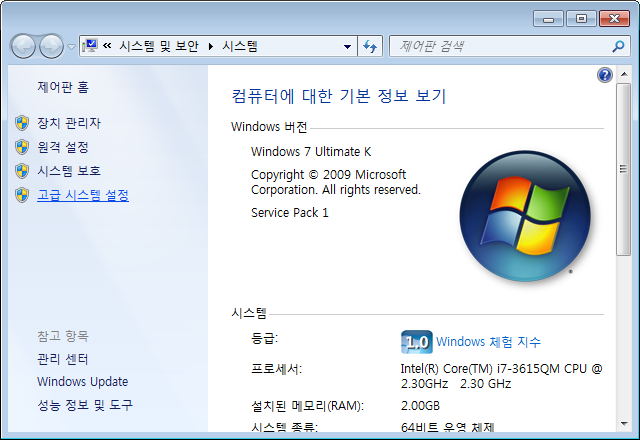 « 시스템 및 보안 ▸ 시스템
제어판 검색
제어판 홈
장치 관리자
원격 설정
시스템 보호
고급 시스템 설정
참고 항목
관리 센터
Windows Update
성능 정보 및 도구
컴퓨터에 대한 기본 정보 보기
Windows 버전
Windows 7 Ultimate K
Copyright © 2009 Microsoft
Corporation. All rights reserved.
Service Pack 1
시스템
등급: 1.0 Windows 체험 지수
프로세서: Intel(R) Core(TM) i7-3615QM CPU @
2.30GHz 2.30 GHz
설치된 메모리(RAM): 2.00GB
시스템 종류: 64비트 운영 체제